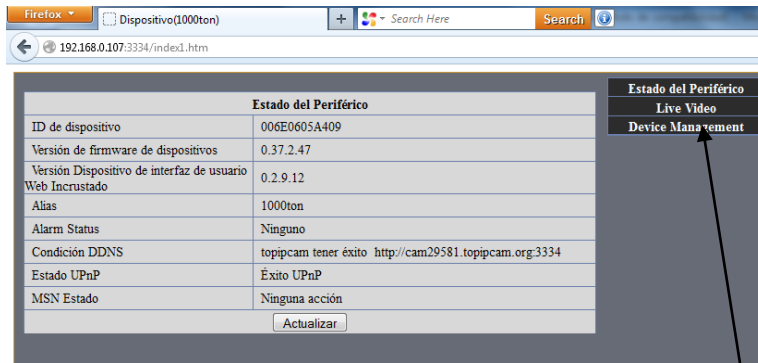 Firefox
Dispositivo(1000ton)
+
Search Here
Search
192.168.0.107:3334/index1.htm
Estado del Periférico
ID de dispositivo 006E0605A409
Versión de firmware de dispositivos 0.37.2.47
Versión Dispositivo de interfaz de usuario
Web Incrustado 0.2.9.12
Alias 1000ton
Alarm Status Ninguno
Condición DDNS topipcam tener éxito http://cam29581.topipcam.org:3334
Estado UPnP Éxito UPnP
MSN Estado Ninguna acción
Actualizar
Estado del Periférico
Live Video
Device Management